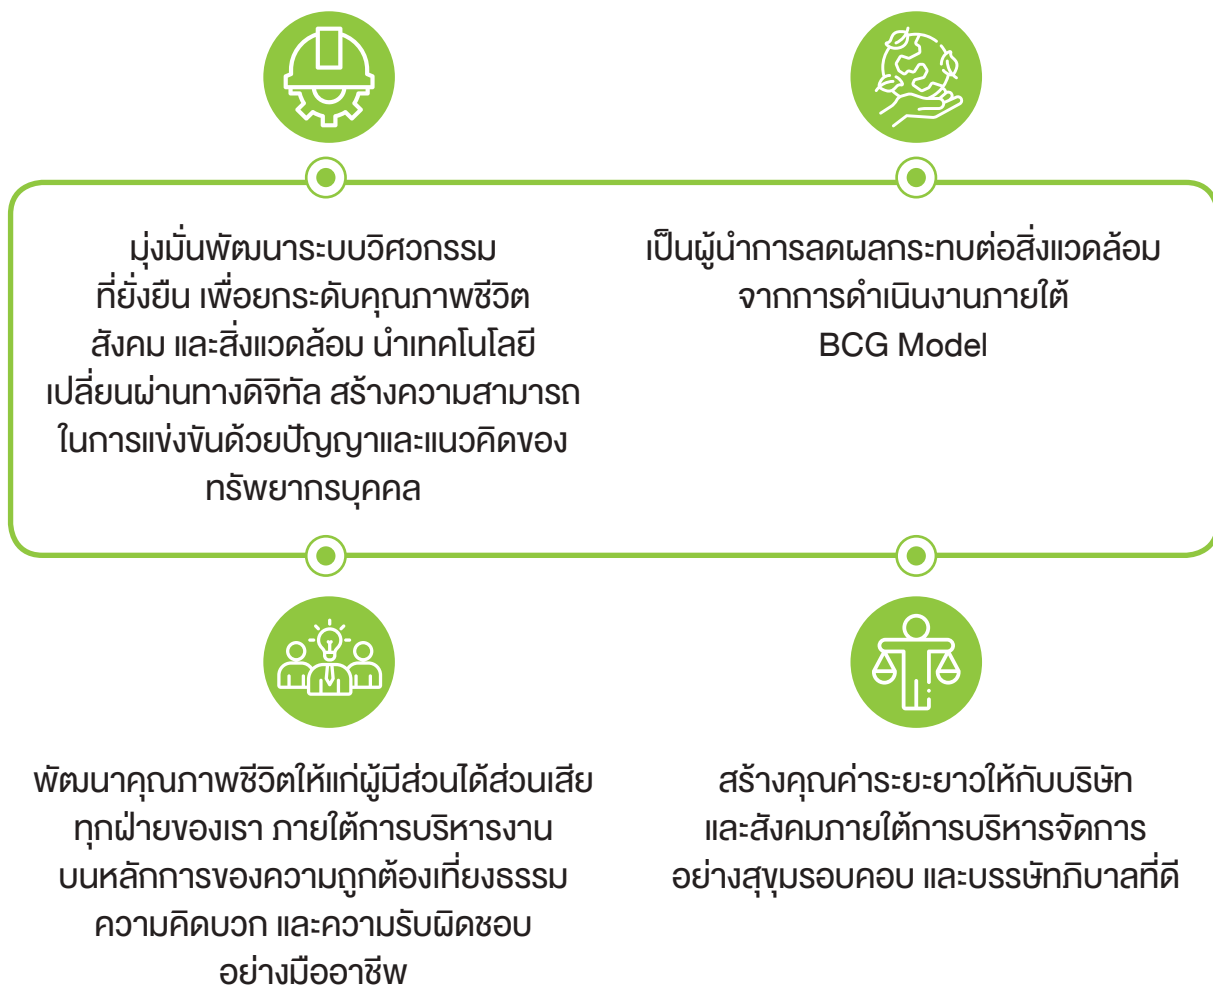 มุ่งมั่นพัฒนาระบบวิศวกรรม
ที่ยั่งยืน เพื่อยกระดับคุณภาพชีวิต
สังคม และสิ่งแวดล้อม นำเทคโนโลยี
เปลี่ยนผ่านทางดิจิทัล สร้างความสามารถ
ในการแข่งขันด้วยปัญญาและแนวคิดของ
ทรัพยากรบุคคล
เป็นผู้นำการลดผลกระทบต่อสิ่งแวดล้อม
จากการดำเนินงานภายใต้
BCG Model
พัฒนาคุณภาพชีวิตให้แก่ผู้มีส่วนได้ส่วนเสีย
ทุกฝ่ายของเรา ภายใต้การบริหารงาน
บนหลักการของความถูกต้องเที่ยงธรรม
ความคิดบวก และความรับผิดชอบ
อย่างมืออาชีพ
สร้างคุณค่าระยะยาวให้กับบริษัท
และสังคมภายใต้การบริหารจัดการ
อย่างสุขุมรอบคอบ และบรรษัทภิบาลที่ดี